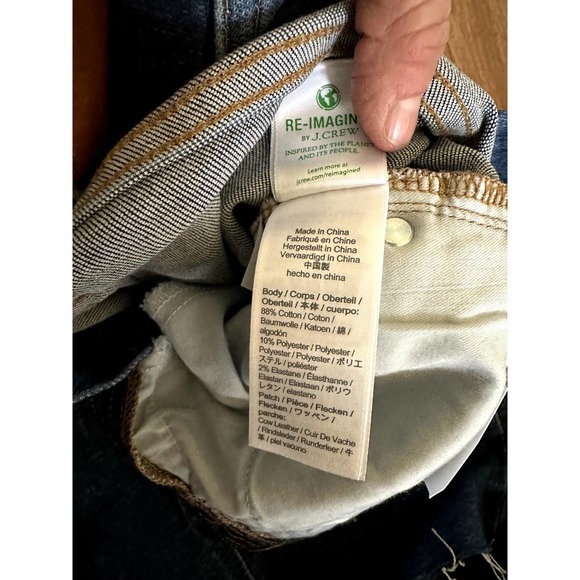 RE-IMAGINE
BY J.CREW
INSPIRED BY THE PLANET
AND ITS PEOPLE.
Learn more at
jcrew.com/reimagined
Made in China
Fabriqué en Chine
Hergestellt in China
Vervaardigd in China
中国製
hecho en china
Body / Corps / Oberteil /
Oberteil / 本体 / cuerpo:
88% Cotton / Coton /
Baumwolle / Katoen / 綿 /
algodón
10% Polyester / Polyester /
Polyester / Polyester / ポリエ
ステル / poliéster
2% Elastane / Élasthanne /
Elastan / Elastaan / ポリウ
レタン / elastano
Patch / Pièce / Flecken /
Flecken / ワッペン /
parche:
Cow Leather / Cuir De Vache
/ Rindsleder / Runderleer / 牛
革 / piel vacuno